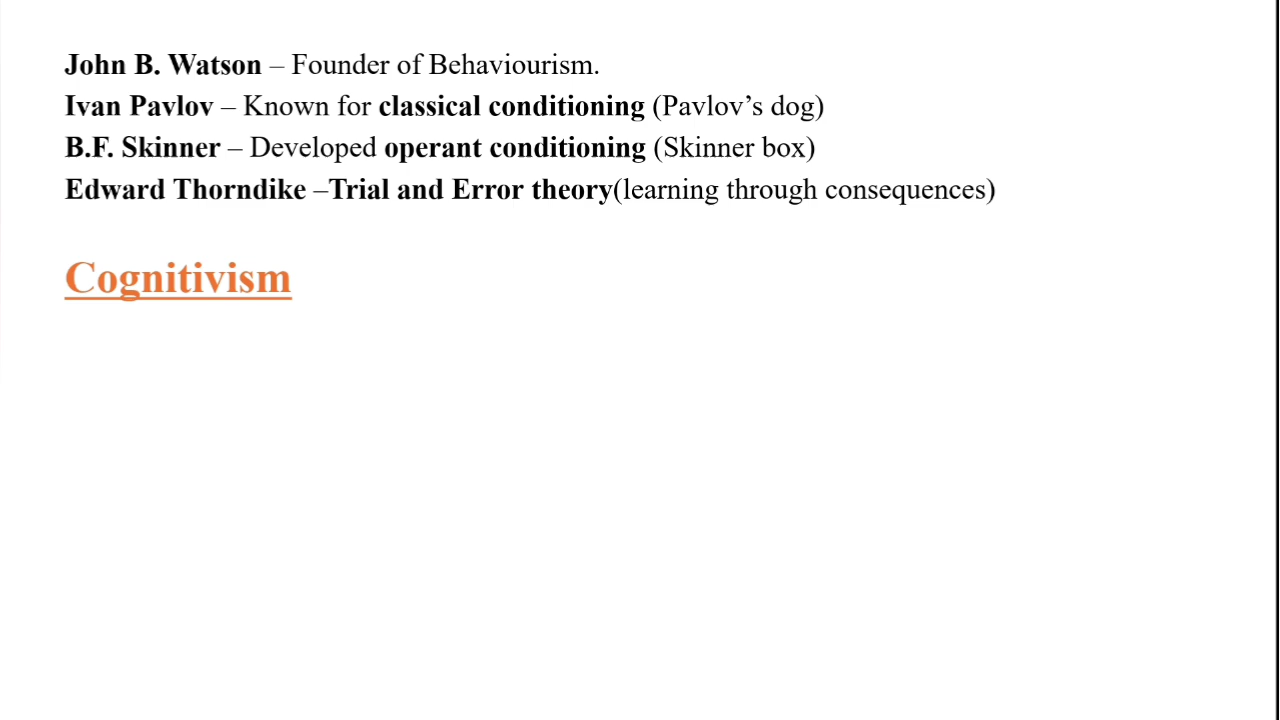 John B. Watson – Founder of Behaviourism.
Ivan Pavlov – Known for classical conditioning (Pavlov’s dog)
B.F. Skinner – Developed operant conditioning (Skinner box)
Edward Thorndike –Trial and Error theory(learning through consequences)
Cognitivism